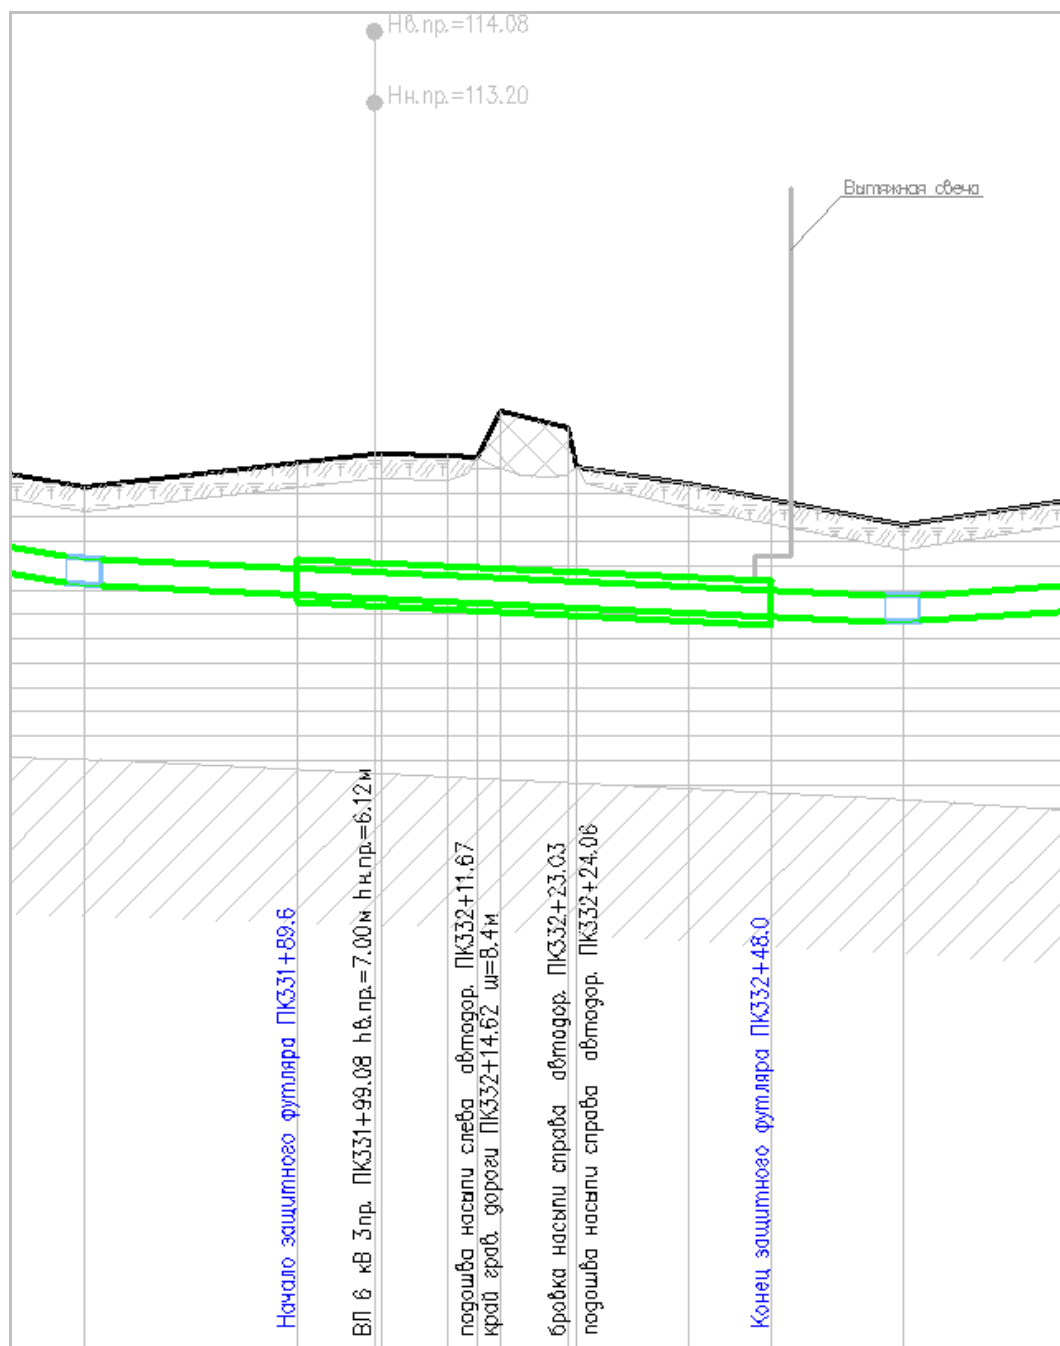 Нв.пр.=114.08
Нн.пр.=113.20
Вытяжная свеча
Начало защитного футляра ПК331+89.6
ВЛ 6 кВ 3пр. ПК331+99.08 hв.пр.=7.00м hн.пр.=6.12м
подошва насыпи слева автодор. ПК332+11.67
край грав. дороги ПК332+14.62 ш=8.4м
бровка насыпи справа автодор. ПК332+23.03
подошва насыпи справа автодор. ПК332+24.06
Конец защитного футляра ПК332+48.0